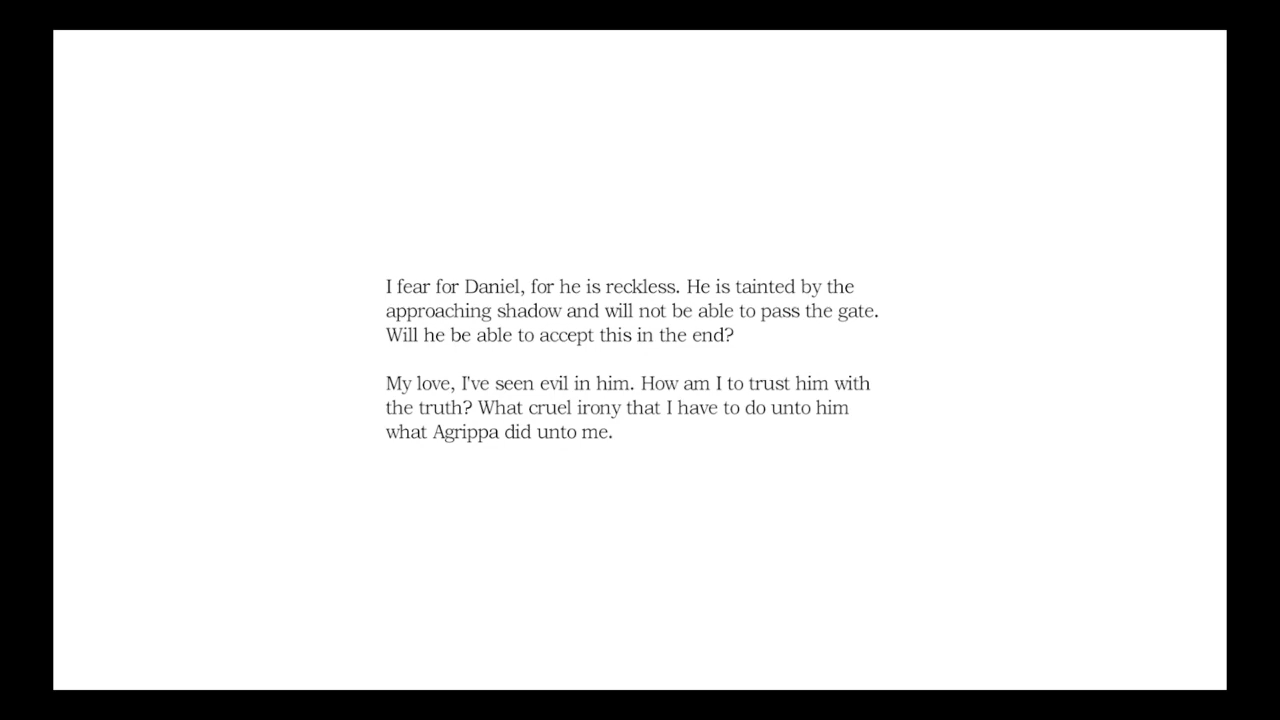 I fear for Daniel, for he is reckless. He is tainted by the
approaching shadow and will not be able to pass the gate.
Will he be able to accept this in the end?
My love, I've seen evil in him. How am I to trust him with
the truth? What cruel irony that I have to do unto him
what Agrippa did unto me.